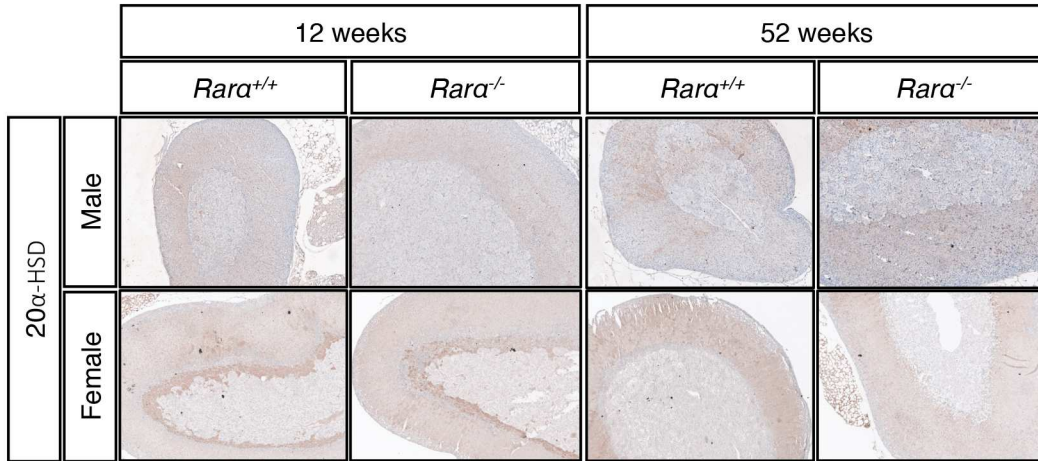 12 weeks
52 weeks
Rarα+/+
Rarα-/-
Rarα+/+
Rarα-/-
20α-HSD
Male
Female